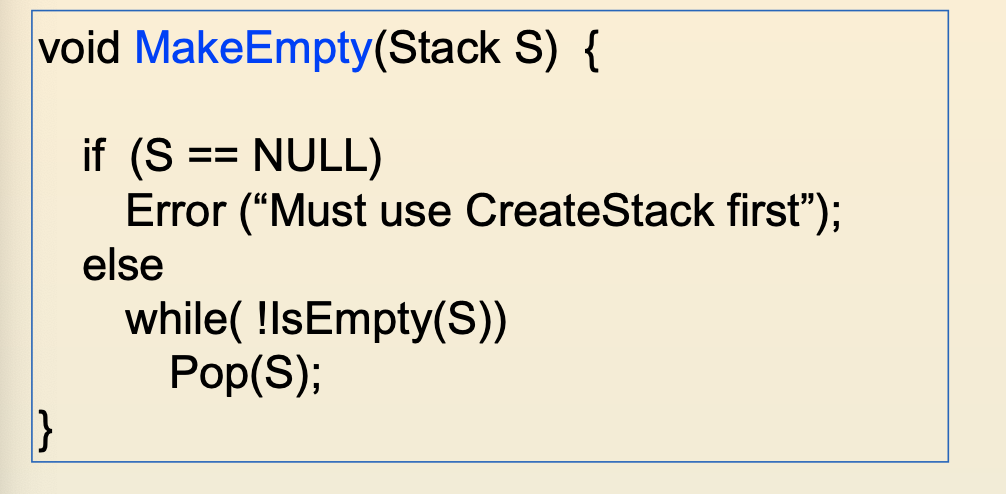 void MakeEmpty(Stack S)  {
if  (S == NULL)
Error (“Must use CreateStack first”);
else
while( !IsEmpty(S))
Pop(S);
}